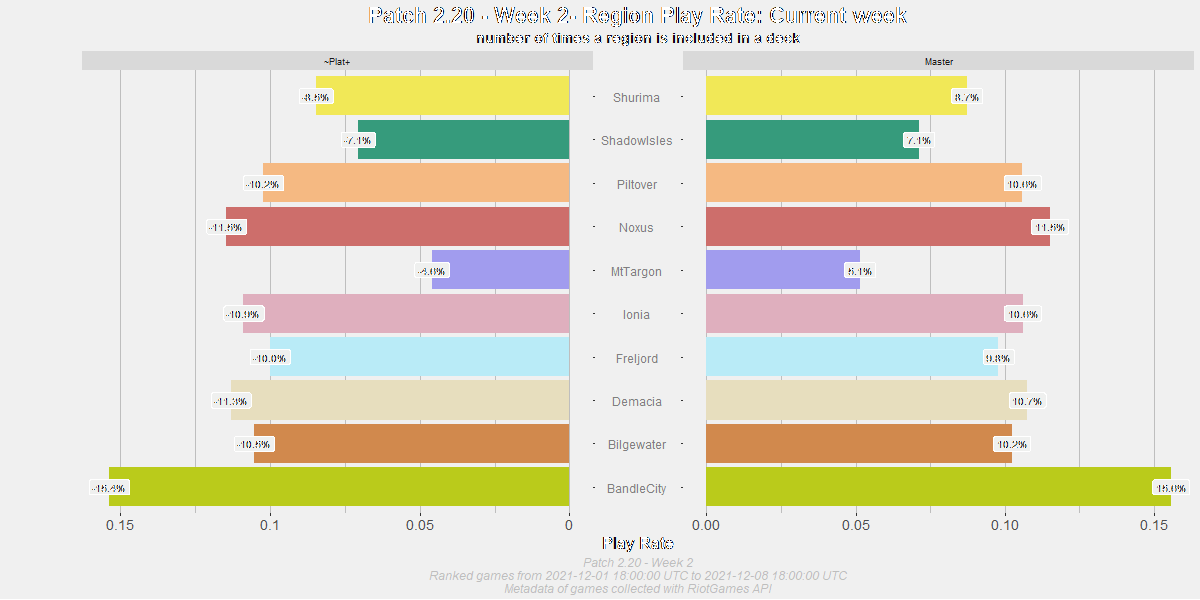 Patch 2.20 - Week 2- Region Play Rate: Current week
number of times a region is included in a deck
~Plat+
Master
-8.5% Shurima 8.7%
-7.1% ShadowIsles 7.1%
-10.2% Piltover 10.6%
-11.5% Noxus 11.5%
-4.6% MtTargon 5.1%
-10.9% Ionia 10.6%
-10.0% Freljord 9.8%
-11.3% Demacia 10.7%
-10.5% Bilgewater 10.2%
-15.4% BandleCity 15.6%
0.15 0.1 0.05 0 0.00 0.05 0.10 0.15
Play Rate
Patch 2.20 - Week 2
Ranked games from 2021-12-01 18:00:00 UTC to 2021-12-08 18:00:00 UTC
Metadata of games collected with RiotGames API